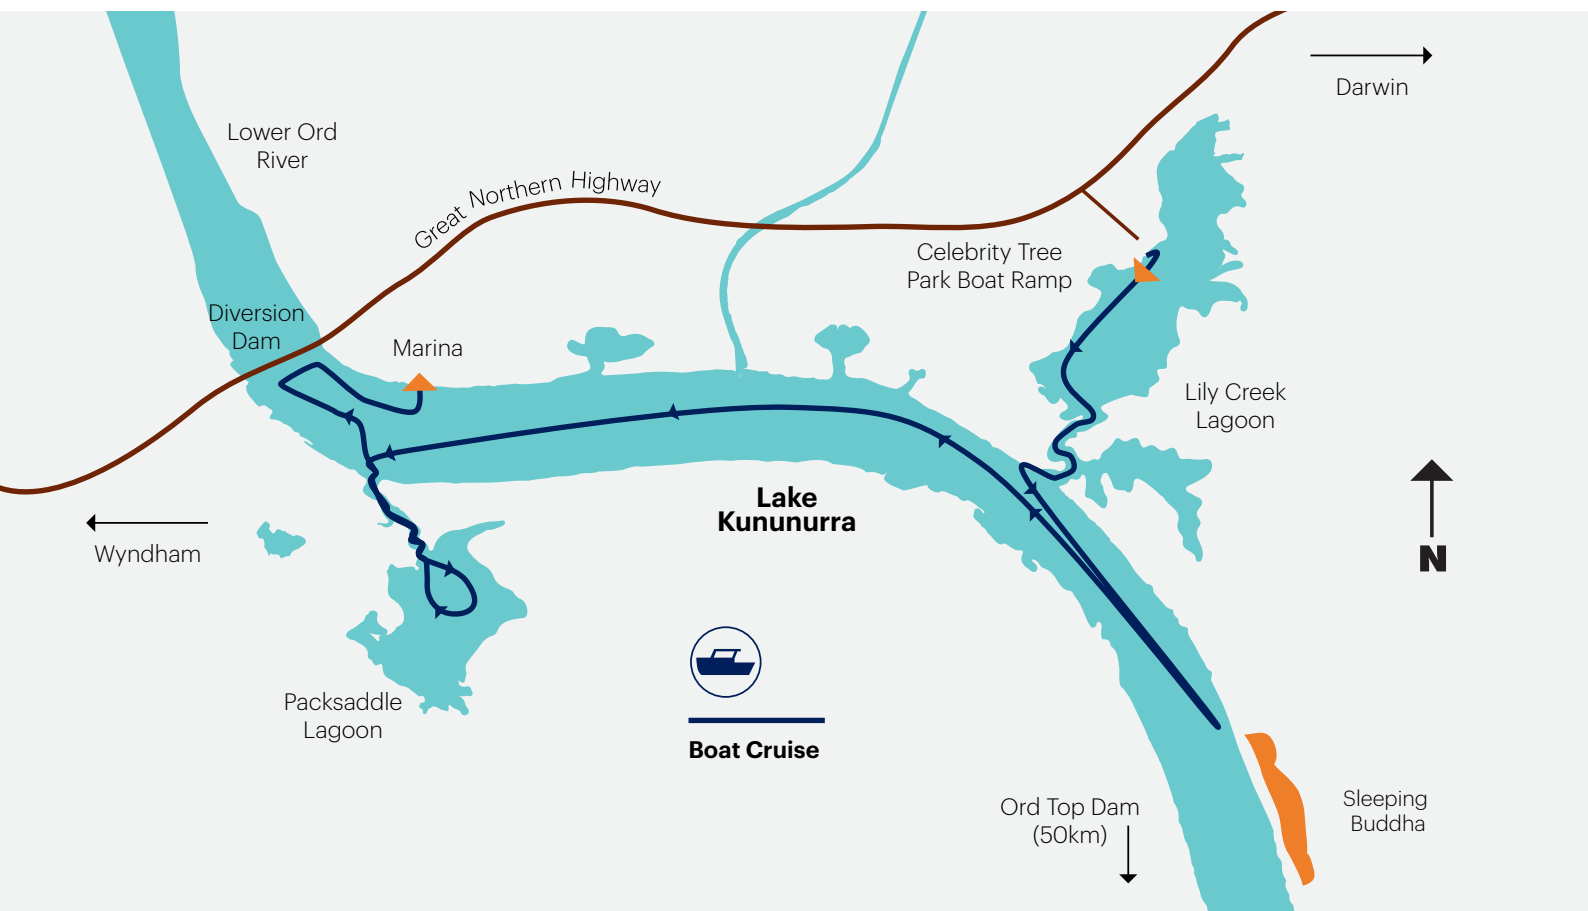 Darwin
Lower Ord
River
Great Northern Highway
Celebrity Tree
Park Boat Ramp
Diversion
Dam
Marina
Lily Creek
Lagoon
Lake
Kununurra
Wyndham
N
Packsaddle
Lagoon
Boat Cruise
Ord Top Dam
(50km)
Sleeping
Buddha